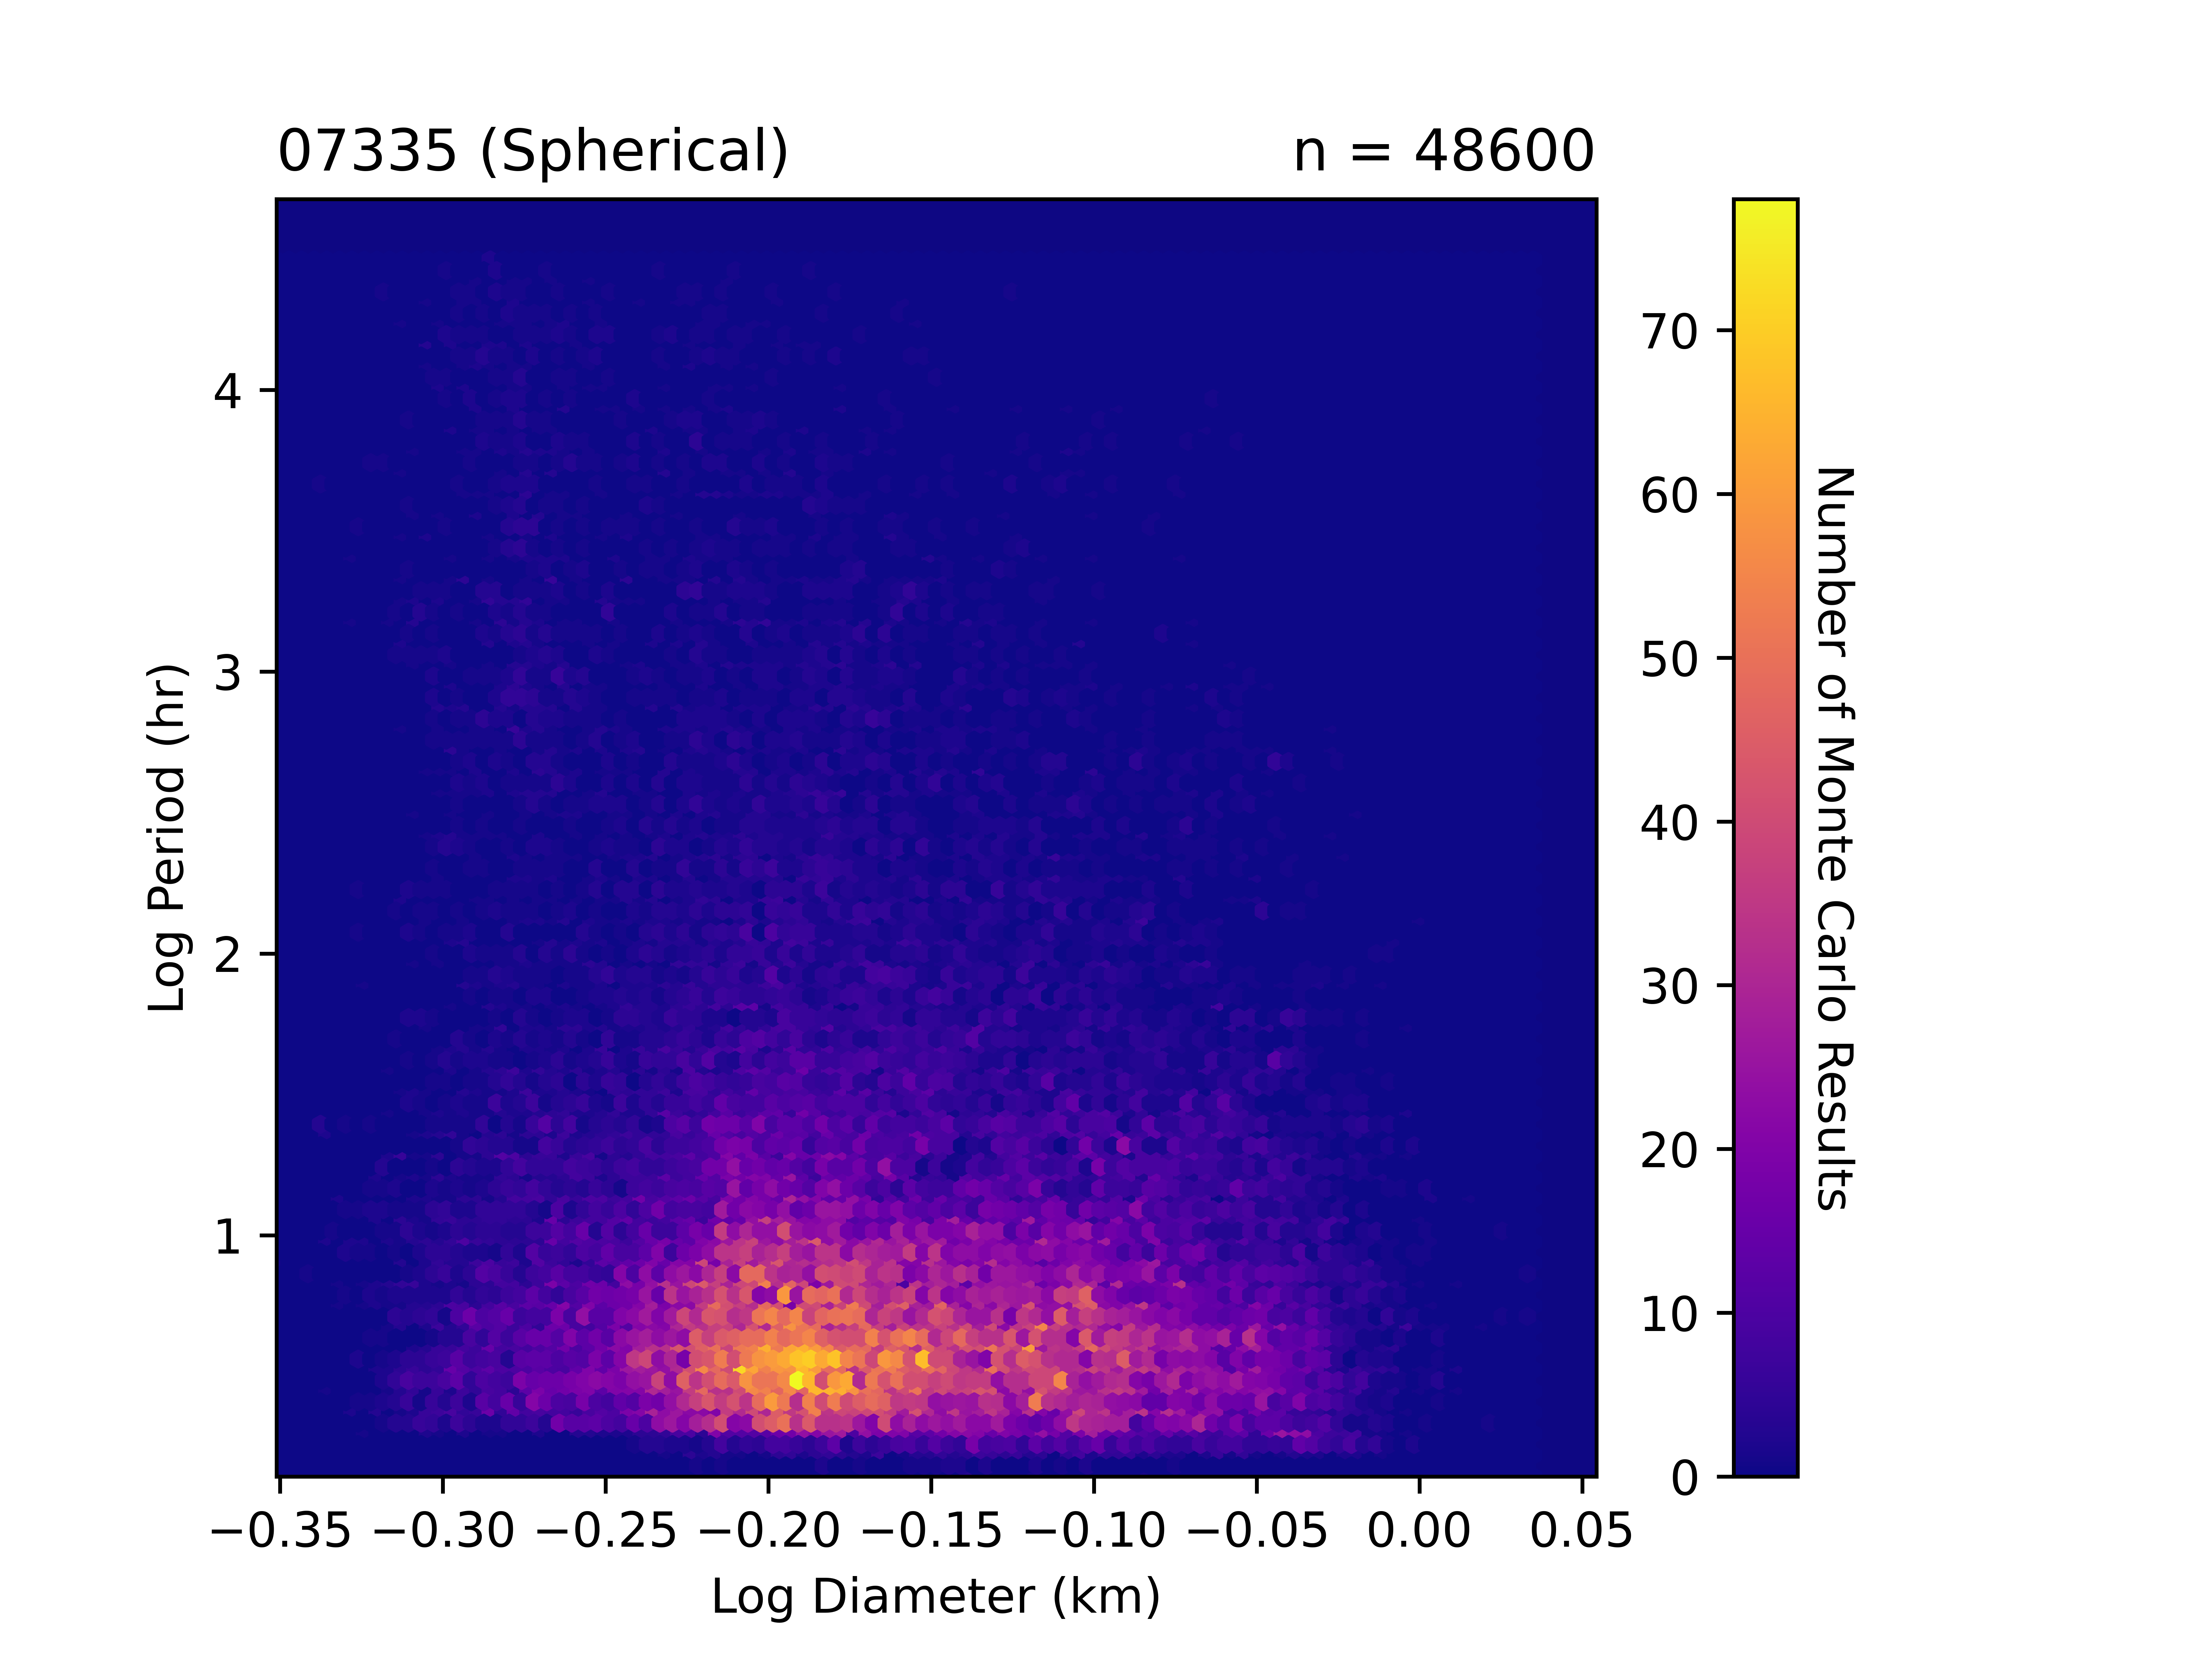 07335 (Spherical)
n = 48600
Log Period (hr)
4
3
2
1
−0.35 −0.30 −0.25 −0.20 −0.15 −0.10 −0.05 0.00 0.05
Log Diameter (km)
70
60
50
40
30
20
10
0
Number of Monte Carlo Results